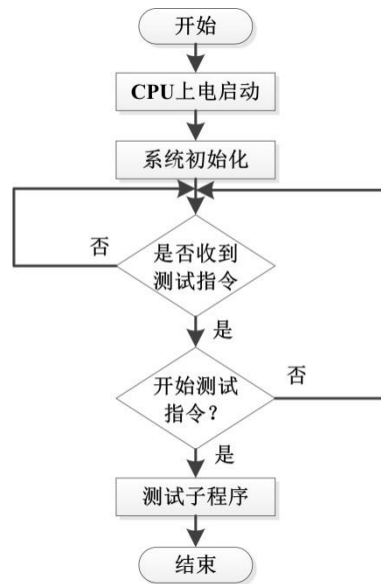 开始
CPU上电启动
系统初始化
否
是否收到
测试指令
是
开始测试
指令？
否
是
测试子程序
结束